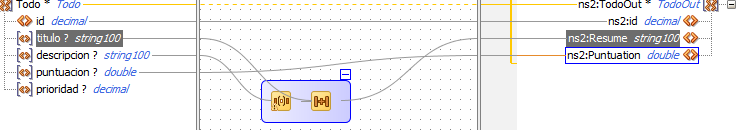 Todo * Todo
ns2:TodoOut * TodoOut
id decimal
ns2:id decimal
titulo ? string100
ns2:Resume string100
descripcion ? string100
ns2:Puntuation double
puntuacion ? double
prioridad ? decimal